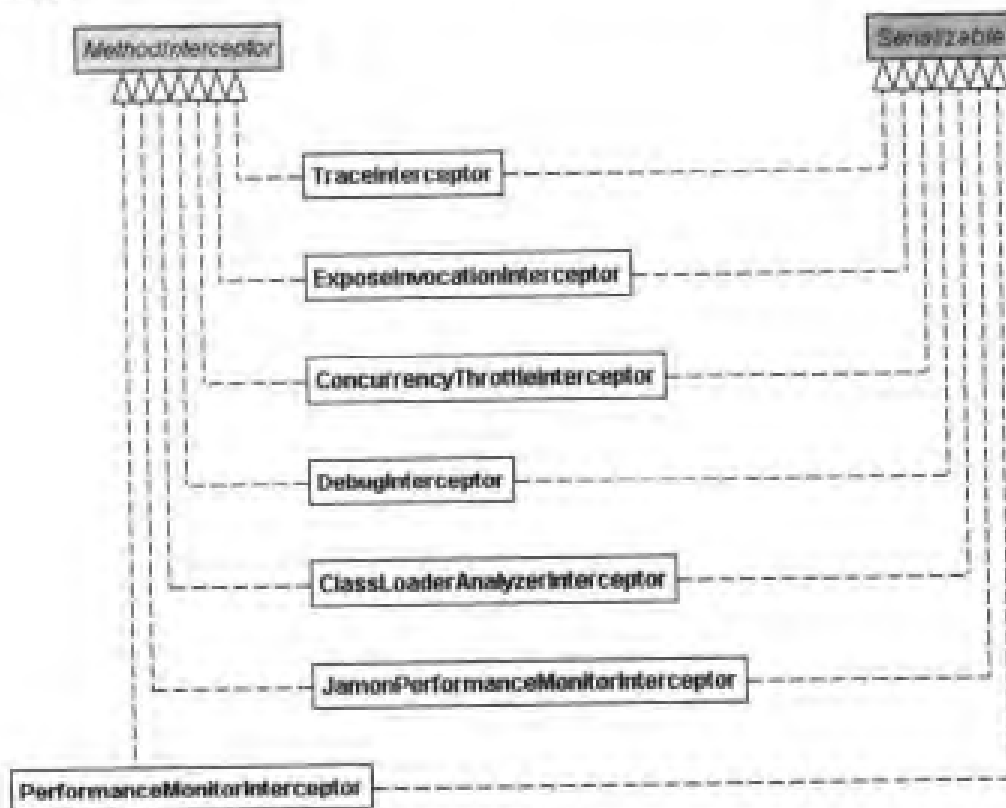 MethodInterceptor
Serializable
TraceInterceptor
ExposeInvocationInterceptor
ConcurrencyThrottleInterceptor
DebugInterceptor
ClassLoaderAnalyzerInterceptor
JamonPerformanceMonitorInterceptor
PerformanceMonitorInterceptor